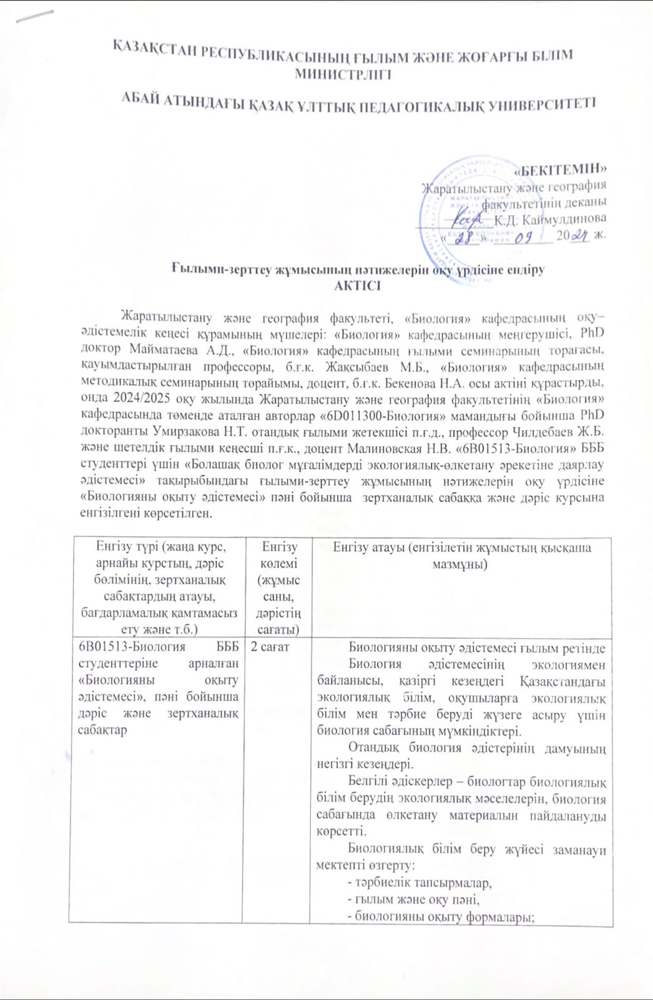 ҚАЗАҚСТАН РЕСПУБЛИКАСЫНЫҢ ҒЫЛЫМ ЖӘНЕ ЖОҒАРҒЫ БІЛІМ
МИНИСТРЛІГІ
АБАЙ АТЫНДАҒЫ ҚАЗАҚ ҰЛТТЫҚ ПЕДАГОГИКАЛЫҚ УНИВЕРСИТЕТІ
«БЕКІТЕМІН»
Жаратылыстану және география
факультетінің деканы
К.Д. Каймулдинова
«28» 09 2024 ж.
Ғылыми-зерттеу жұмысының нәтижелерін оқу үрдісіне ендіру
АКТІСІ
Жаратылыстану және география факультеті, «Биология» кафедрасының оқу–
әдістемелік кеңесі құрамының мүшелері: «Биология» кафедрасының меңгерушісі, PhD
доктор Майматаева А.Д., «Биология» кафедрасының ғылыми семинарының торағасы,
қауымдастырылған профессоры, б.ғ.к. Жақсыбаев М.Б., «Биология» кафедрасының
методикалық семинарының төрайымы, доцент, б.ғ.к. Бекенова Н.А. осы актіні құрастырды,
онда 2024/2025 оқу жылында Жаратылыстану және география факультетінің «Биология»
кафедрасында төменде аталған авторлар «6D011300-Биология» мамандығы бойынша PhD
докторанты Умирзакова Н.Т. отандық ғылыми жетекшісі п.ғ.д., профессор Чилдебаев Ж.Б.
және шетелдік ғылыми кеңесші п.ғ.к., доцент Малиновская Н.В. «6В01513-Биология» БББ
студенттері үшін «Болашақ биолог мұғалімдерді экологиялық-өлкетану әрекетіне даярлау
әдістемесі» тақырыбындағы ғылыми-зерттеу жұмысының нәтижелерін оқу үрдісіне
«Биологияны оқыту әдістемесі» пәні бойынша зертханалық сабаққа және дәріс курсына
енгізілгені көрсетілген.
Енгізу түрі (жаңа курс,
арнайы курстың, дәріс
бөлімінің, зертханалық
сабақтардың атауы,
бағдарламалық қамтамасыз
ету және т.б.)
Енгізу
көлемі
(жұмыс
саны,
дәрістің
сағаты)
Енгізу атауы (енгізілетін жұмыстың қысқаша
мазмұны)
6В01513-Биология БББ
студенттеріне арналған
«Биологияны оқыту
әдістемесі», пәні бойынша
дәріс және зертханалық
сабақтар
2 сағат
Биологияны оқыту әдістемесі ғылым ретінде
Биология әдістемесінің экологиямен
байланысы, қазіргі кезеңдегі Қазақстандағы
экологиялық білім, оқушыларға экологиялық
білім мен тәрбие беруді жүзеге асыру үшін
биология сабағының мүмкіндіктері.
Отандық биология әдістерінің дамуының
негізгі кезеңдері.
Белгілі әдіскерлер – биологтар биологиялық
білім берудің экологиялық мәселелерін, биология
сабағында өлкетану материалын пайдалануды
көрсетті.
Биологиялық білім беру жүйесі заманауи
мектепті өзгерту:
- тәрбиелік тапсырмалар,
- ғылым және оқу пәні,
- биологияны оқыту формалары;